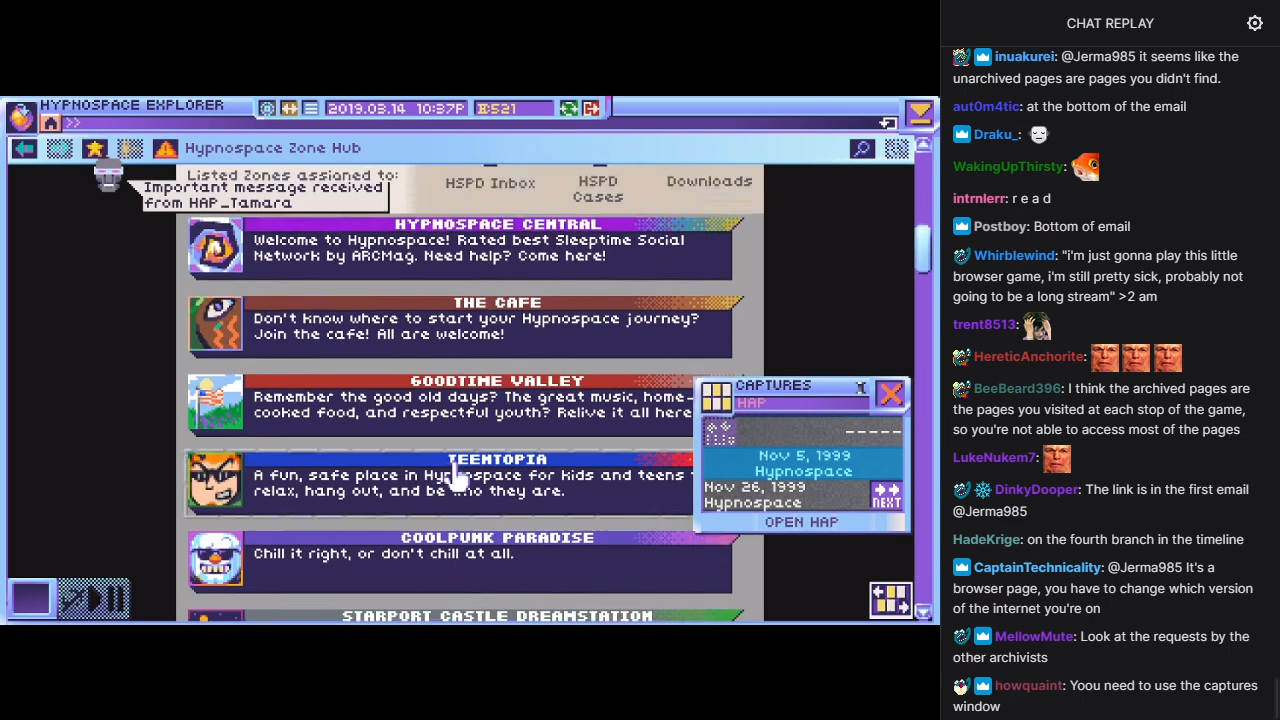 HYPNOSPACE EXPLORER
2019.03.14 10:37P
521
>>
Hypnospace Zone Hub
Listed Zones assigned to:
HSPD Inbox
HSPD
Cases
Downloads
Important message received
from HAP_Tamara
HYPNOSPACE CENTRAL
Welcome to Hypnospace! Rated best Sleeptime Social
Network by ARCMag. Need help? Come here!
THE CAFE
Don't know where to start your Hypnospace journey?
Join the cafe! All are welcome!
GOODTIME VALLEY
Remember the good old days? The great music, home-
cooked food, and respectful youth? Relive it all here
TEENTOPIA
A fun, safe place in Hypnospace for kids and teens
relax, hang out, and be who they are.
COOLPUNK PARADISE
Chill it right, or don't chill at all.
STARPORT CASTLE DREAMSTATION
CAPTURES
HAP
-----
Nov 5, 1999
Hypnospace
Nov 26, 1999
Hypnospace
NEXT
OPEN HAP
CHAT REPLAY
inuakurei: @Jerma985 it seems like the
unarchived pages are pages you didn't find.
aut0m4tic: at the bottom of the email
Draku_:
WakingUpThirsty:
intrnlerr: r e a d
Postboy: Bottom of email
Whirblewind: "i'm just gonna play this little
browser game, i'm still pretty sick, probably not
going to be a long stream" >2 am
trent8513:
HereticAnchorite:
BeeBeard396: I think the archived pages are
the pages you visited at each stop of the game,
so you're not able to access most of the pages
LukeNukem7:
DinkyDooper: The link is in the first email
@Jerma985
HadeKrige: on the fourth branch in the timeline
CaptainTechnicality: @Jerma985 It's a
browser page, you have to change which version
of the internet you're on
MellowMute: Look at the requests by the
other archivists
howquaint: Yoou need to use the captures
window